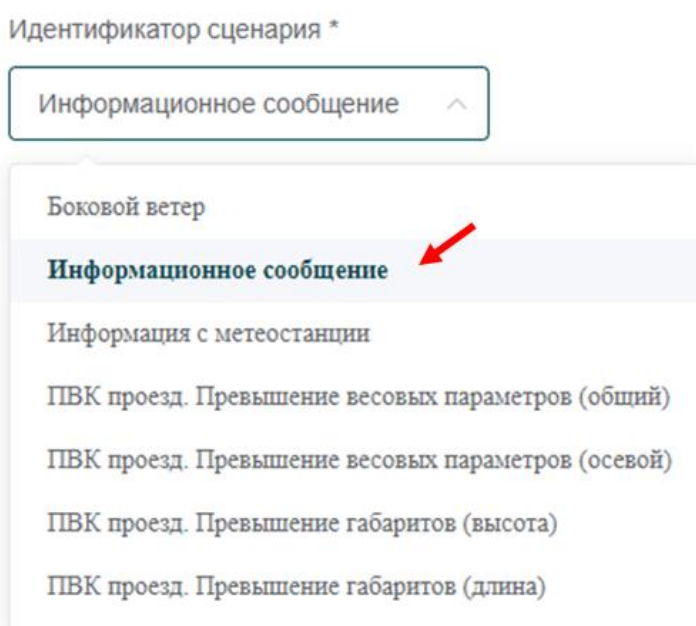 Идентификатор сценария *
Информационное сообщение
Боковой ветер
Информационное сообщение
Информация с метеостанции
ПВК проезд. Превышение весовых параметров (общий)
ПВК проезд. Превышение весовых параметров (осевой)
ПВК проезд. Превышение габаритов (высота)
ПВК проезд. Превышение габаритов (длина)